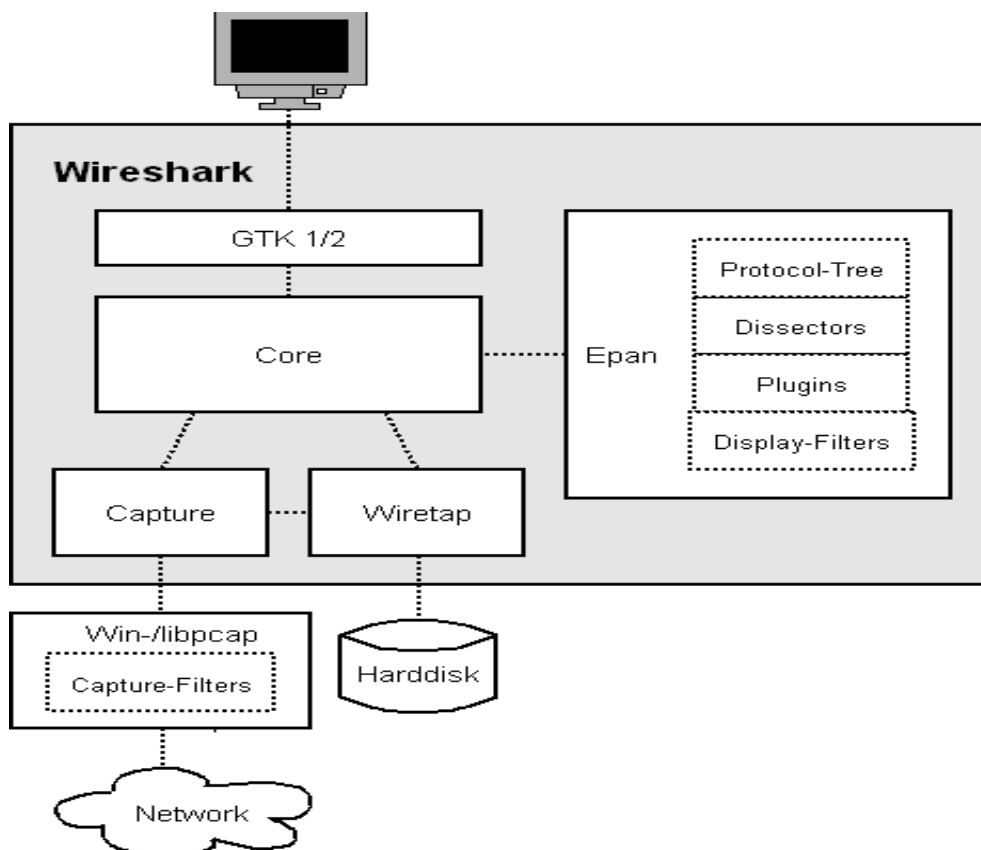 Wireshark
GTK 1/2
Core
Epan
Protocol-Tree
Dissectors
Plugins
Display-Filters
Capture
Wiretap
Win-/libpcap
Capture-Filters
Harddisk
Network